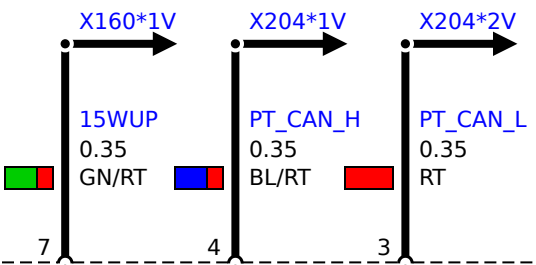 X160*1V
X204*1V
X204*2V
15WUP
0.35
GN/RT
PT_CAN_H
0.35
BL/RT
PT_CAN_L
0.35
RT
7
4
3